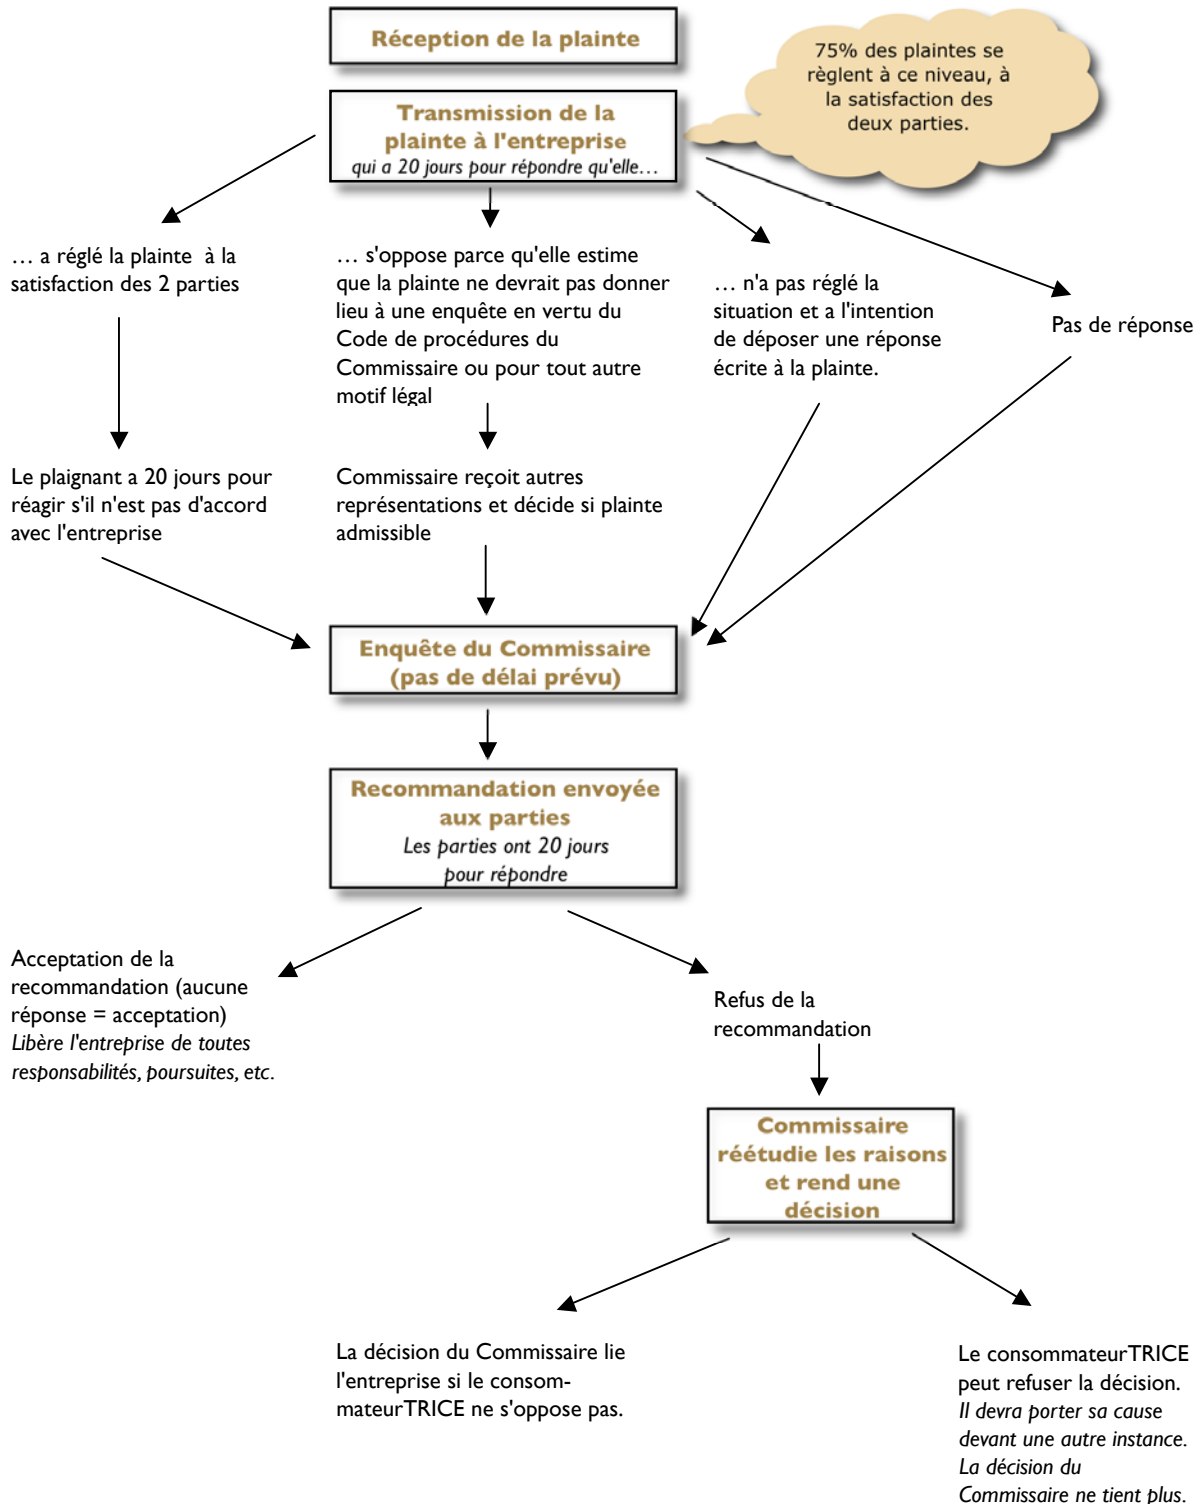 Réception de la plainte
75% des plaintes se
règlent à ce niveau, à
la satisfaction des
deux parties.
Transmission de la
plainte à l'entreprise
qui a 20 jours pour répondre qu'elle…
… a réglé la plainte à la
satisfaction des 2 parties
… s'oppose parce qu'elle estime
que la plainte ne devrait pas donner
lieu à une enquête en vertu du
Code de procédures du
Commissaire ou pour tout autre
motif légal
… n'a pas réglé la
situation et a l'intention
de déposer une réponse
écrite à la plainte.
Pas de réponse
Le plaignant a 20 jours pour
réagir s'il n'est pas d'accord
avec l'entreprise
Commissaire reçoit autres
représentations et décide si plainte
admissible
Enquête du Commissaire
(pas de délai prévu)
Recommandation envoyée
aux parties
Les parties ont 20 jours
pour répondre
Acceptation de la
recommandation (aucune
réponse = acceptation)
Libère l'entreprise de toutes
responsabilités, poursuites, etc.
Refus de la
recommandation
Commissaire
réétudie les raisons
et rend une
décision
La décision du Commissaire lie
l'entreprise si le consom-
mateurTRICE ne s'oppose pas.
Le consommateurTRICE
peut refuser la décision.
Il devra porter sa cause
devant une autre instance.
La décision du
Commissaire ne tient plus.